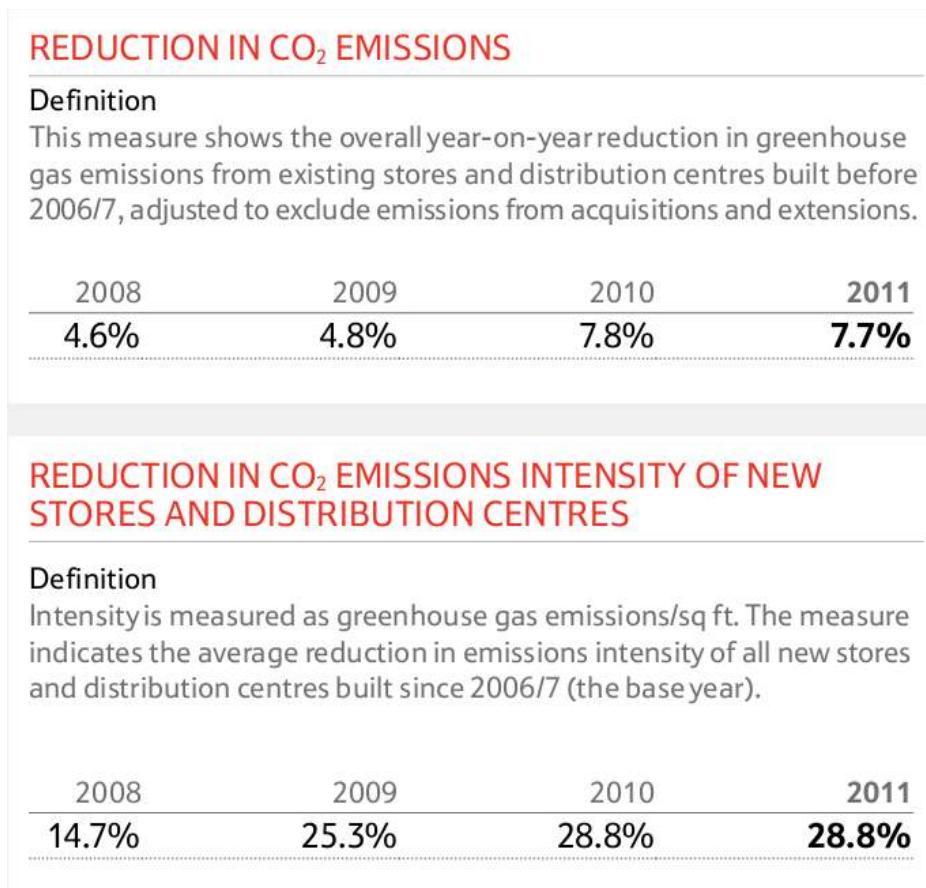 REDUCTION IN CO₂ EMISSIONS
Definition
This measure shows the overall year-on-year reduction in greenhouse
gas emissions from existing stores and distribution centres built before
2006/7, adjusted to exclude emissions from acquisitions and extensions.
2008 2009 2010 2011
4.6% 4.8% 7.8% 7.7%
REDUCTION IN CO₂ EMISSIONS INTENSITY OF NEW
STORES AND DISTRIBUTION CENTRES
Definition
Intensity is measured as greenhouse gas emissions/sq ft. The measure
indicates the average reduction in emissions intensity of all new stores
and distribution centres built since 2006/7 (the base year).
2008 2009 2010 2011
14.7% 25.3% 28.8% 28.8%